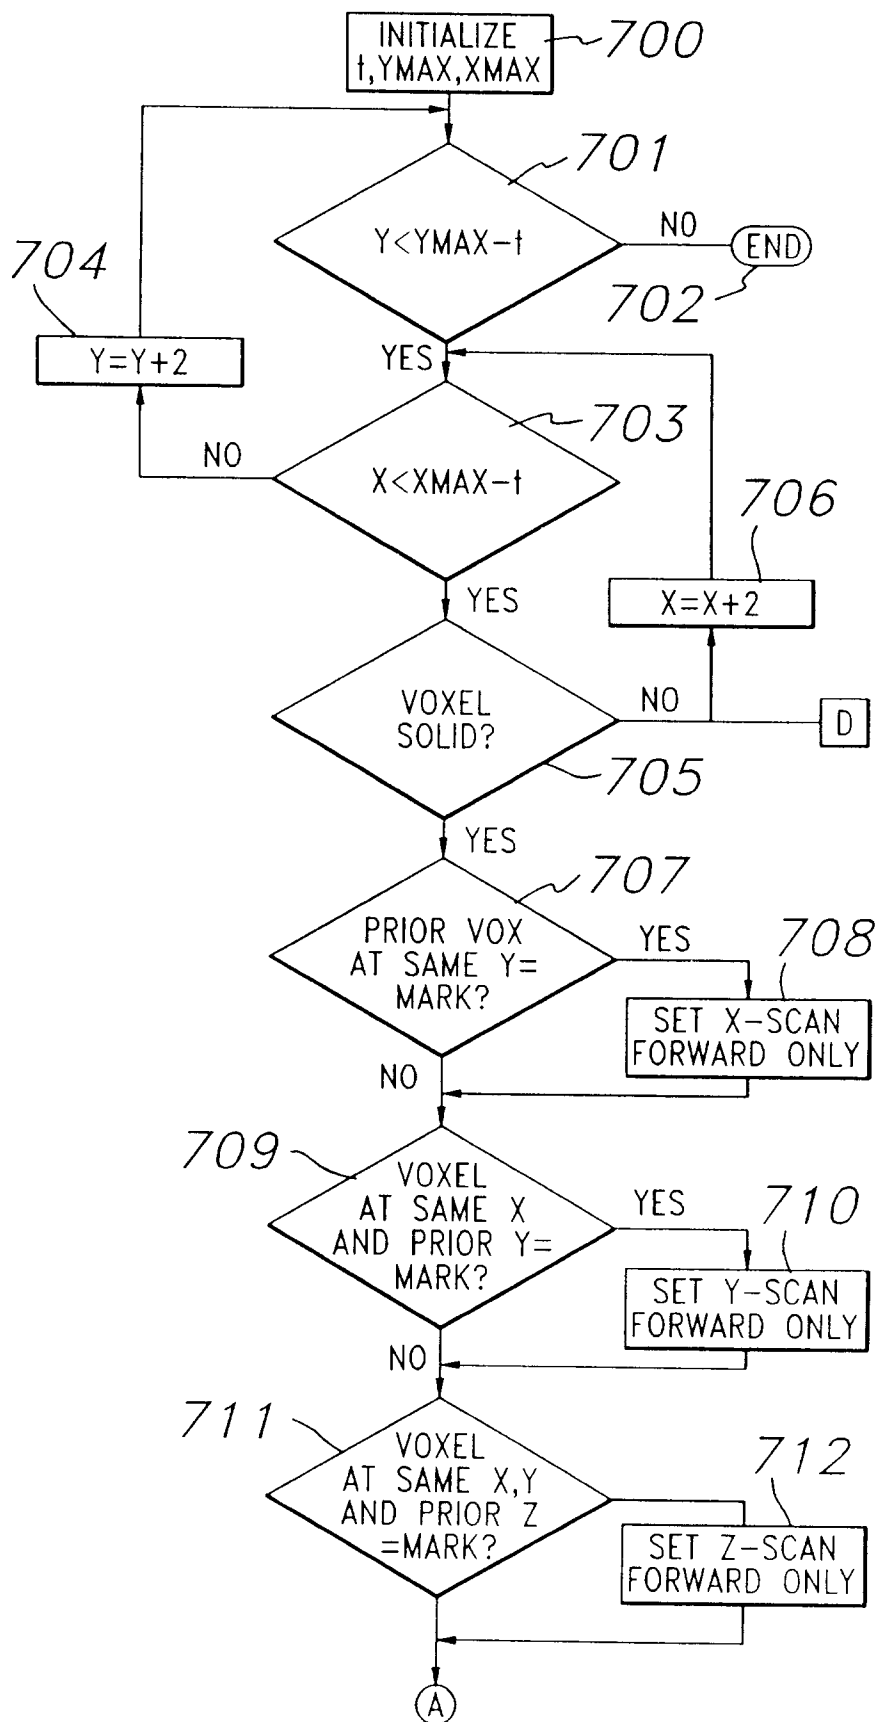 INITIALIZE
t,YMAX,XMAX
700
701
Y<YMAX-t
NO
END
702
704
Y=Y+2
YES
703
NO
X<XMAX-t
706
X=X+2
YES
VOXEL
SOLID?
NO
D
705
YES
707
PRIOR VOX
AT SAME Y=
MARK?
YES
708
SET X-SCAN
FORWARD ONLY
NO
709
VOXEL
AT SAME X
AND PRIOR Y=
MARK?
YES
710
SET Y-SCAN
FORWARD ONLY
NO
711
VOXEL
AT SAME X,Y
AND PRIOR Z
=MARK?
712
SET Z-SCAN
FORWARD ONLY
A